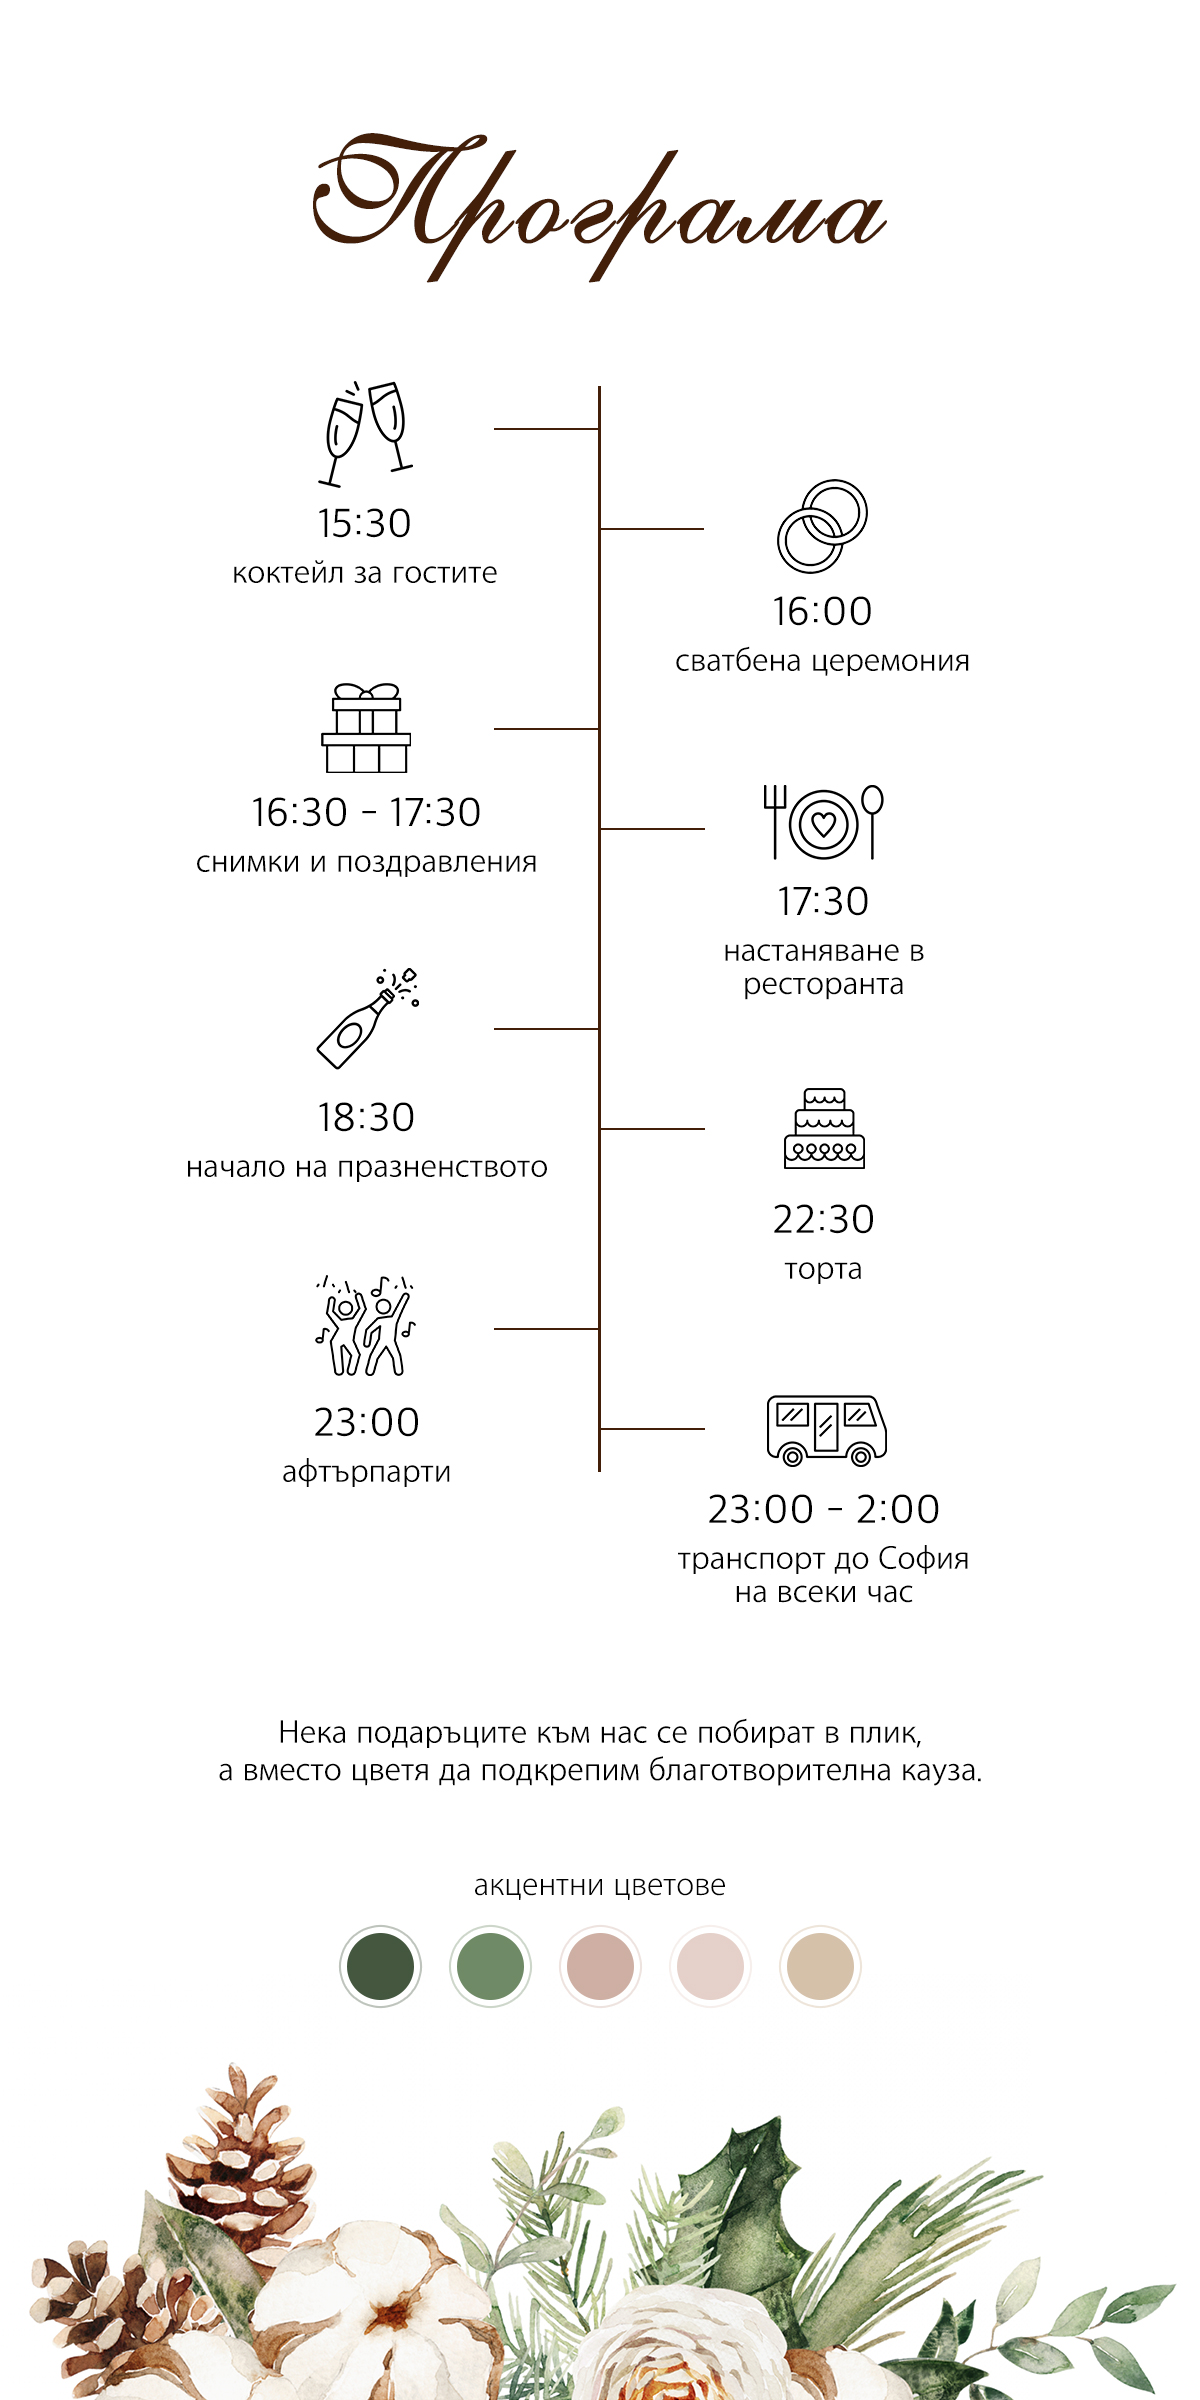 Програма
15:30
коктейл за гостите
16:00
сватбена церемония
16:30 - 17:30
снимки и поздравления
17:30
настаняване в
ресторанта
18:30
начало на празненството
22:30
торта
23:00
афтърпарти
23:00 - 2:00
транспорт до София
на всеки час
Нека подаръците към нас се побират в плик,
а вместо цветя да подкрепим благотворителна кауза.
акцентни цветове